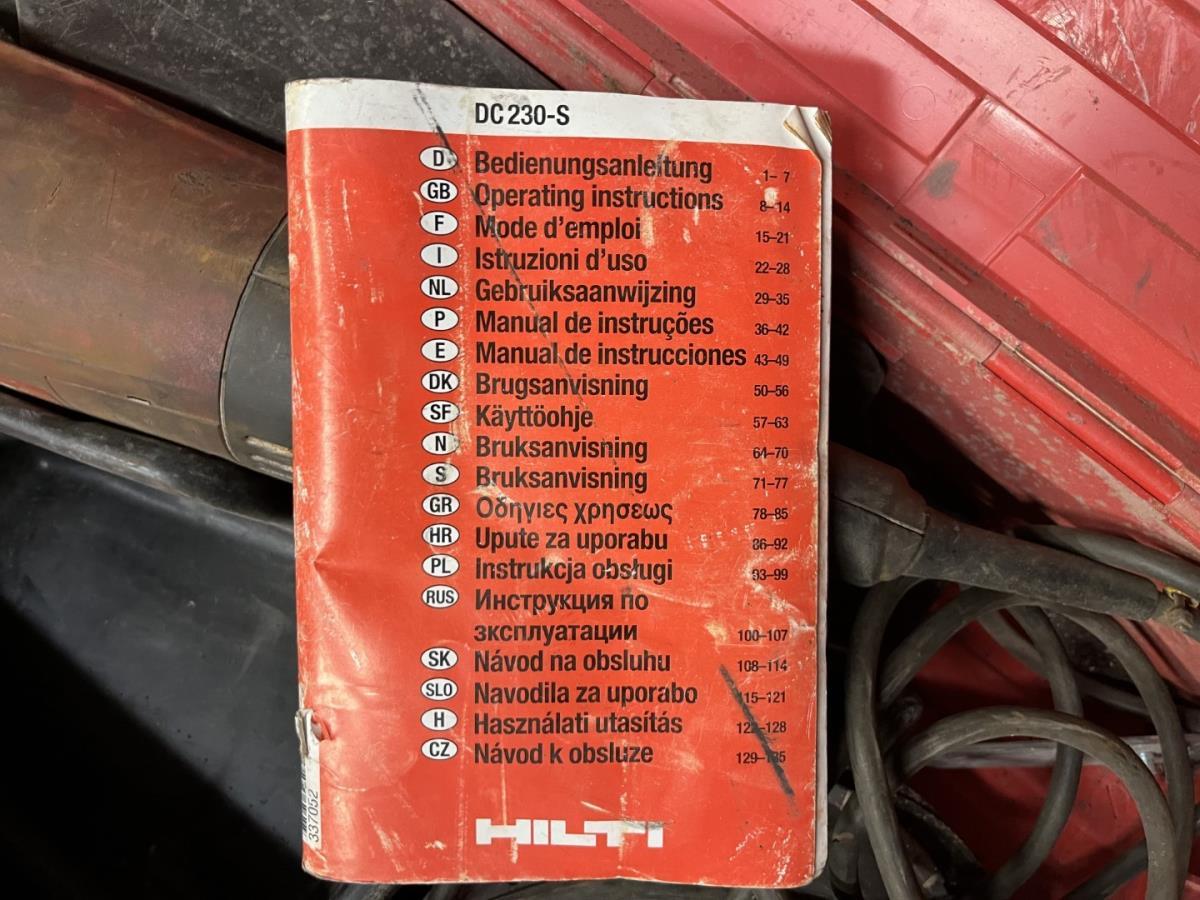 DC 230-S
D Bedienungsanleitung 1–7
GB Operating instructions 8–14
F Mode d'emploi 15–21
I Istruzioni d'uso 22–28
NL Gebruiksaanwijzing 29–35
P Manual de instruções 36–42
E Manual de instrucciones 43–49
DK Brugsanvisning 50–56
SF Käyttöohje 57–63
N Bruksanvisning 64–70
S Bruksanvisning 71–77
GR Οδηγιες χρησεως 78–85
HR Upute za uporabu 86–92
PL Instrukcja obsługi 93–99
RUS Инструкция по
зксплуатации 100–107
SK Návod na obsluhu 108–114
SLO Navodila za uporabo 115–121
H Használati utasítás 122–128
CZ Návod k obsluze 129–135
HILTI
337052